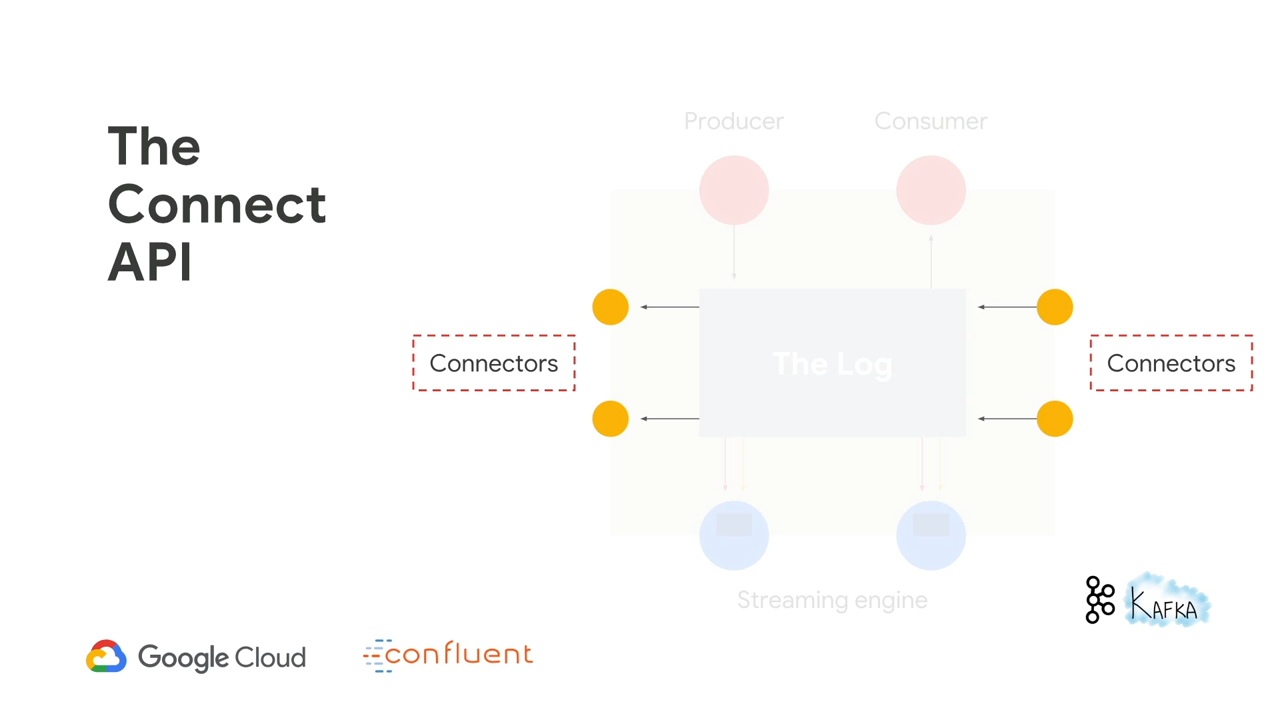 The
Connect
API
Producer
Consumer
Connectors
The Log
Connectors
Streaming engine
KAFKA
Google Cloud
confluent